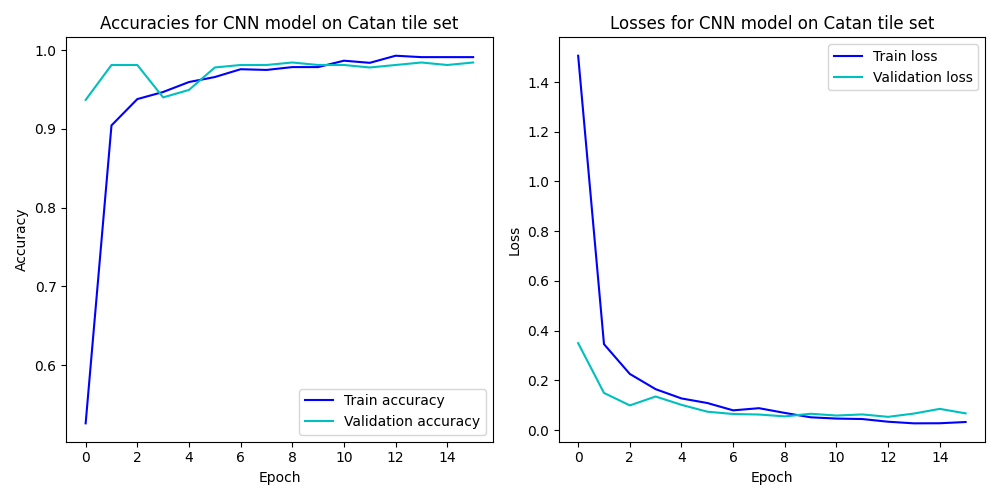 Accuracies for CNN model on Catan tile set
1.0
0.9
0.8
0.7
0.6
Accuracy
0 2 4 6 8 10 12 14
Epoch
Train accuracy
Validation accuracy
Losses for CNN model on Catan tile set
1.4
1.2
1.0
0.8
0.6
0.4
0.2
0.0
Loss
0 2 4 6 8 10 12 14
Epoch
Train loss
Validation loss